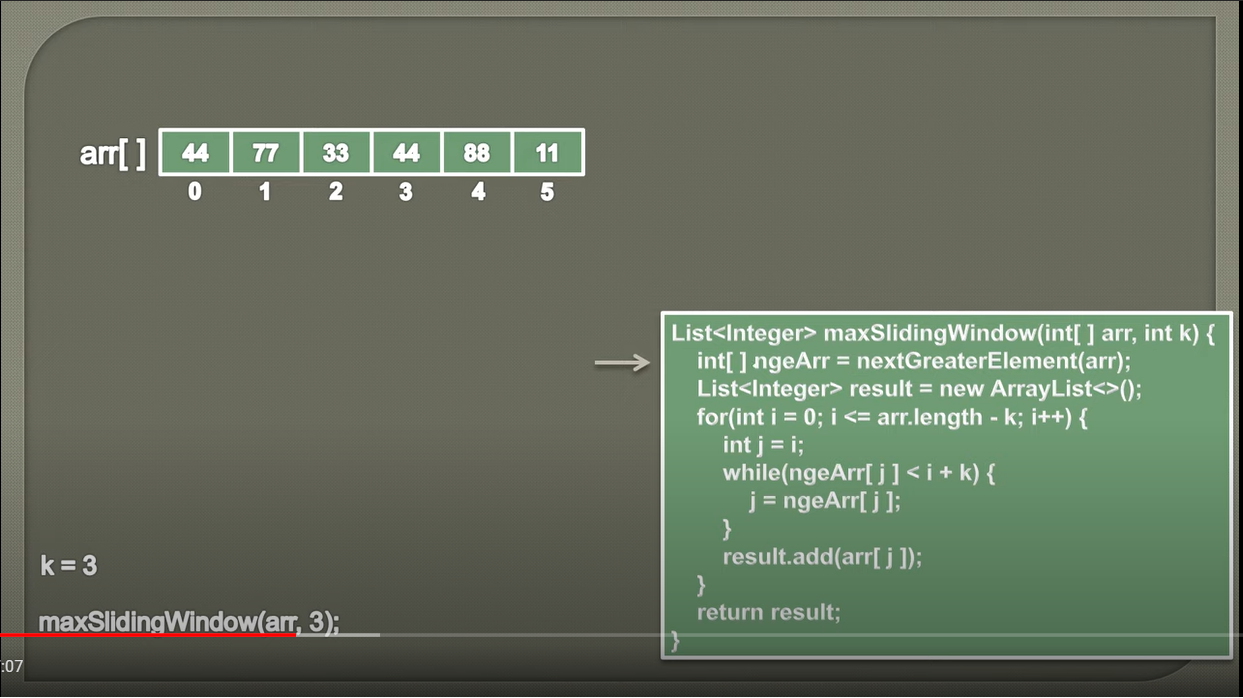 arr[ ] 44 77 33 44 88 11
0 1 2 3 4 5
List<Integer> maxSlidingWindow(int[ ] arr, int k) {
int[ ] ngeArr = nextGreaterElement(arr);
List<Integer> result = new ArrayList<>();
for(int i = 0; i <= arr.length - k; i++) {
int j = i;
while(ngeArr[ j ] < i + k) {
j = ngeArr[ j ];
}
result.add(arr[ j ]);
}
return result;
}
k = 3
maxSlidingWindow(arr, 3);
:07